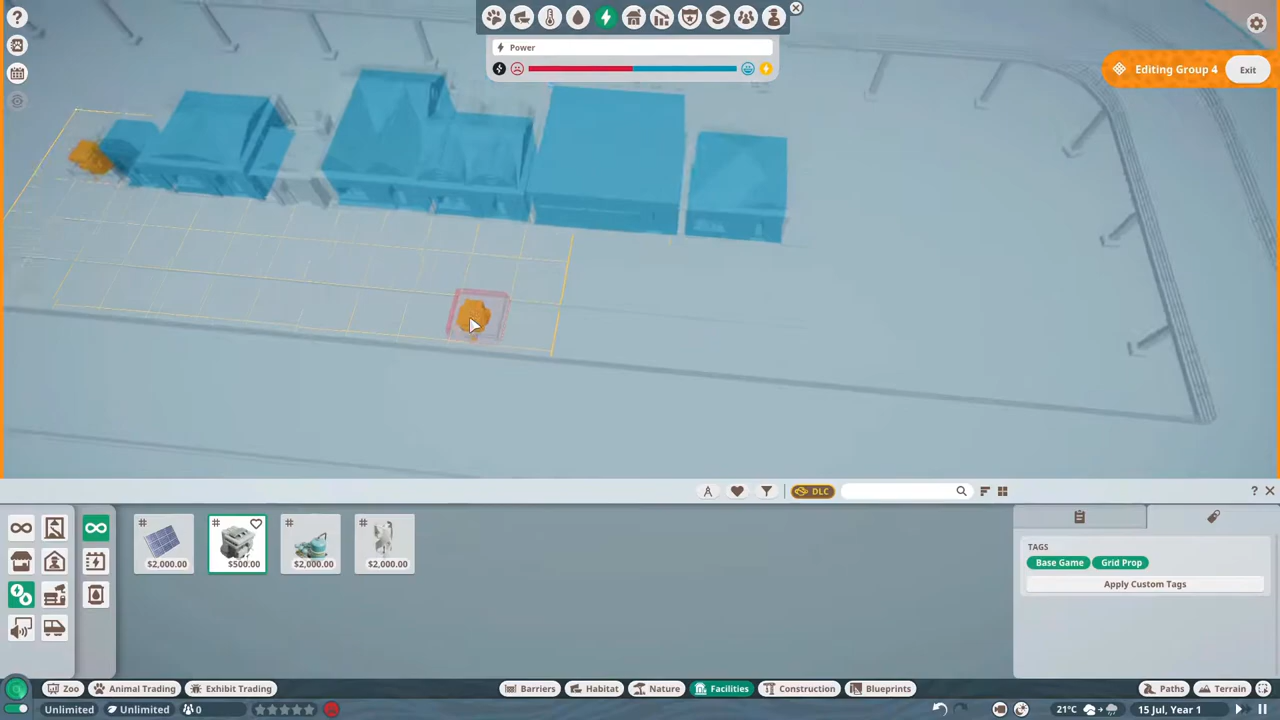 ?
Power
Editing Group 4
Exit
DLC
?
#
$2,000.00
#
$500.00
#
$2,000.00
#
$2,000.00
TAGS
Base Game
Grid Prop
Apply Custom Tags
Zoo
Animal Trading
Exhibit Trading
Barriers
Habitat
Nature
Facilities
Construction
Blueprints
Paths
Terrain
Unlimited
Unlimited
0
21°C
15 Jul, Year 1